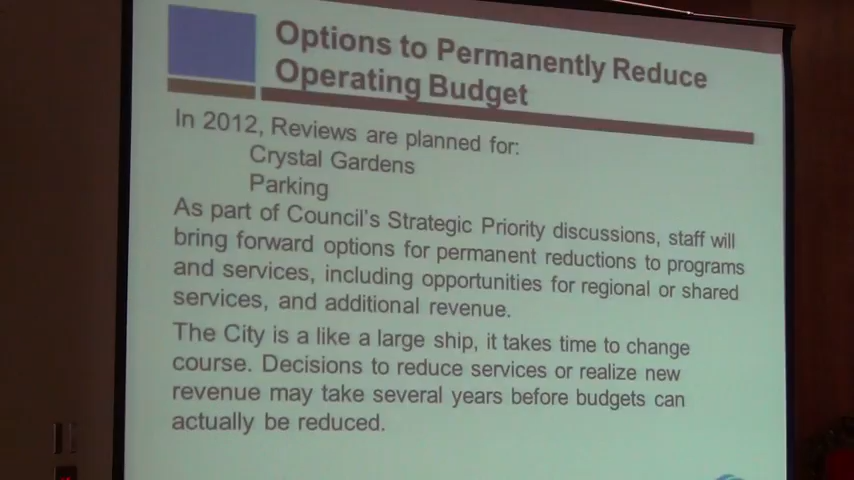 Options to Permanently Reduce
Operating Budget
In 2012, Reviews are planned for:
Crystal Gardens
Parking
As part of Council's Strategic Priority discussions, staff will
bring forward options for permanent reductions to programs
and services, including opportunities for regional or shared
services, and additional revenue.
The City is a like a large ship, it takes time to change
course. Decisions to reduce services or realize new
revenue may take several years before budgets can
actually be reduced.